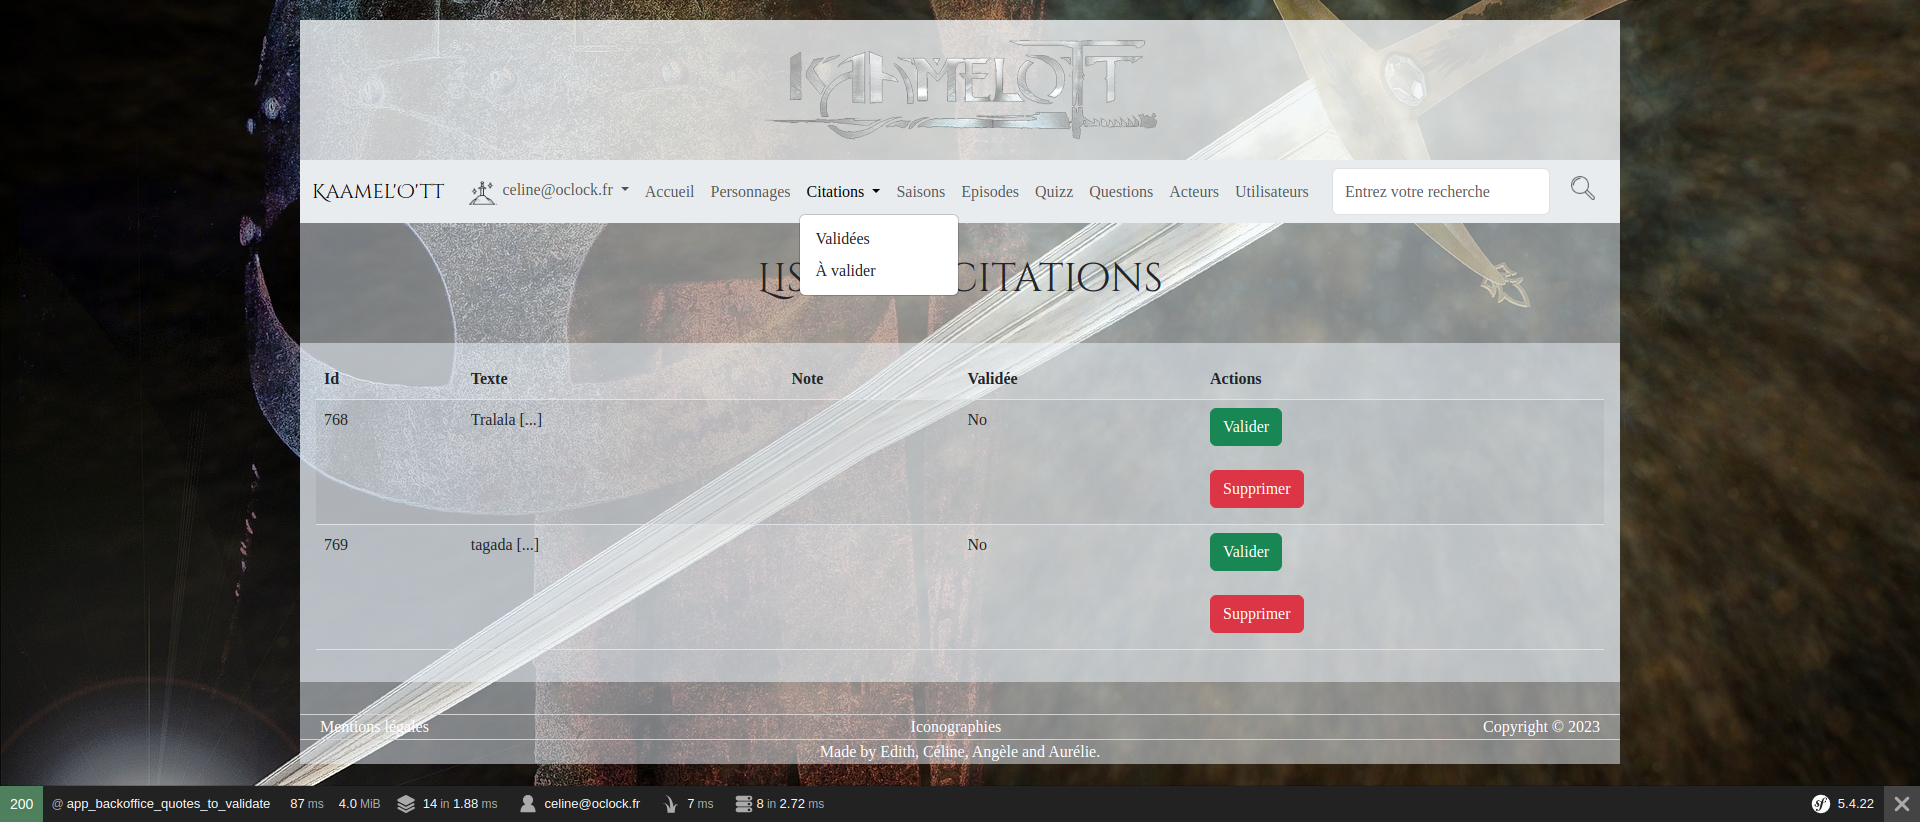 KAAMELOTT
KAAMEL'O'TT celine@oclock.fr Accueil Personnages Citations Saisons Episodes Quizz Questions Acteurs Utilisateurs Entrez votre recherche
Validées
À valider
LIS CITATIONS
Id Texte Note Validée Actions
768 Tralala [...] No Valider
Supprimer
769 tagada [...] No Valider
Supprimer
Mentions légales Iconographies Copyright © 2023
Made by Edith, Céline, Angèle and Aurélie.
200 @ app_backoffice_quotes_to_validate 87 ms 4.0 MiB 14 in 1.88 ms celine@oclock.fr 7 ms 8 in 2.72 ms sf 5.4.22